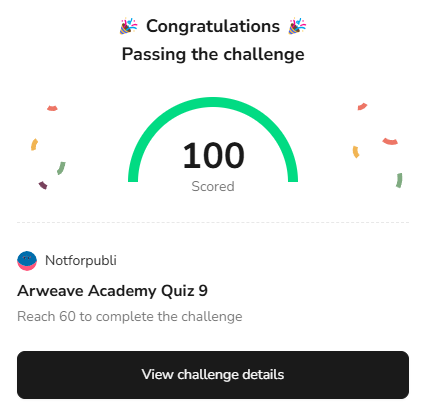 🎉 Congratulations 🎉
Passing the challenge
100
Scored
Notforpubli
Arweave Academy Quiz 9
Reach 60 to complete the challenge
View challenge details